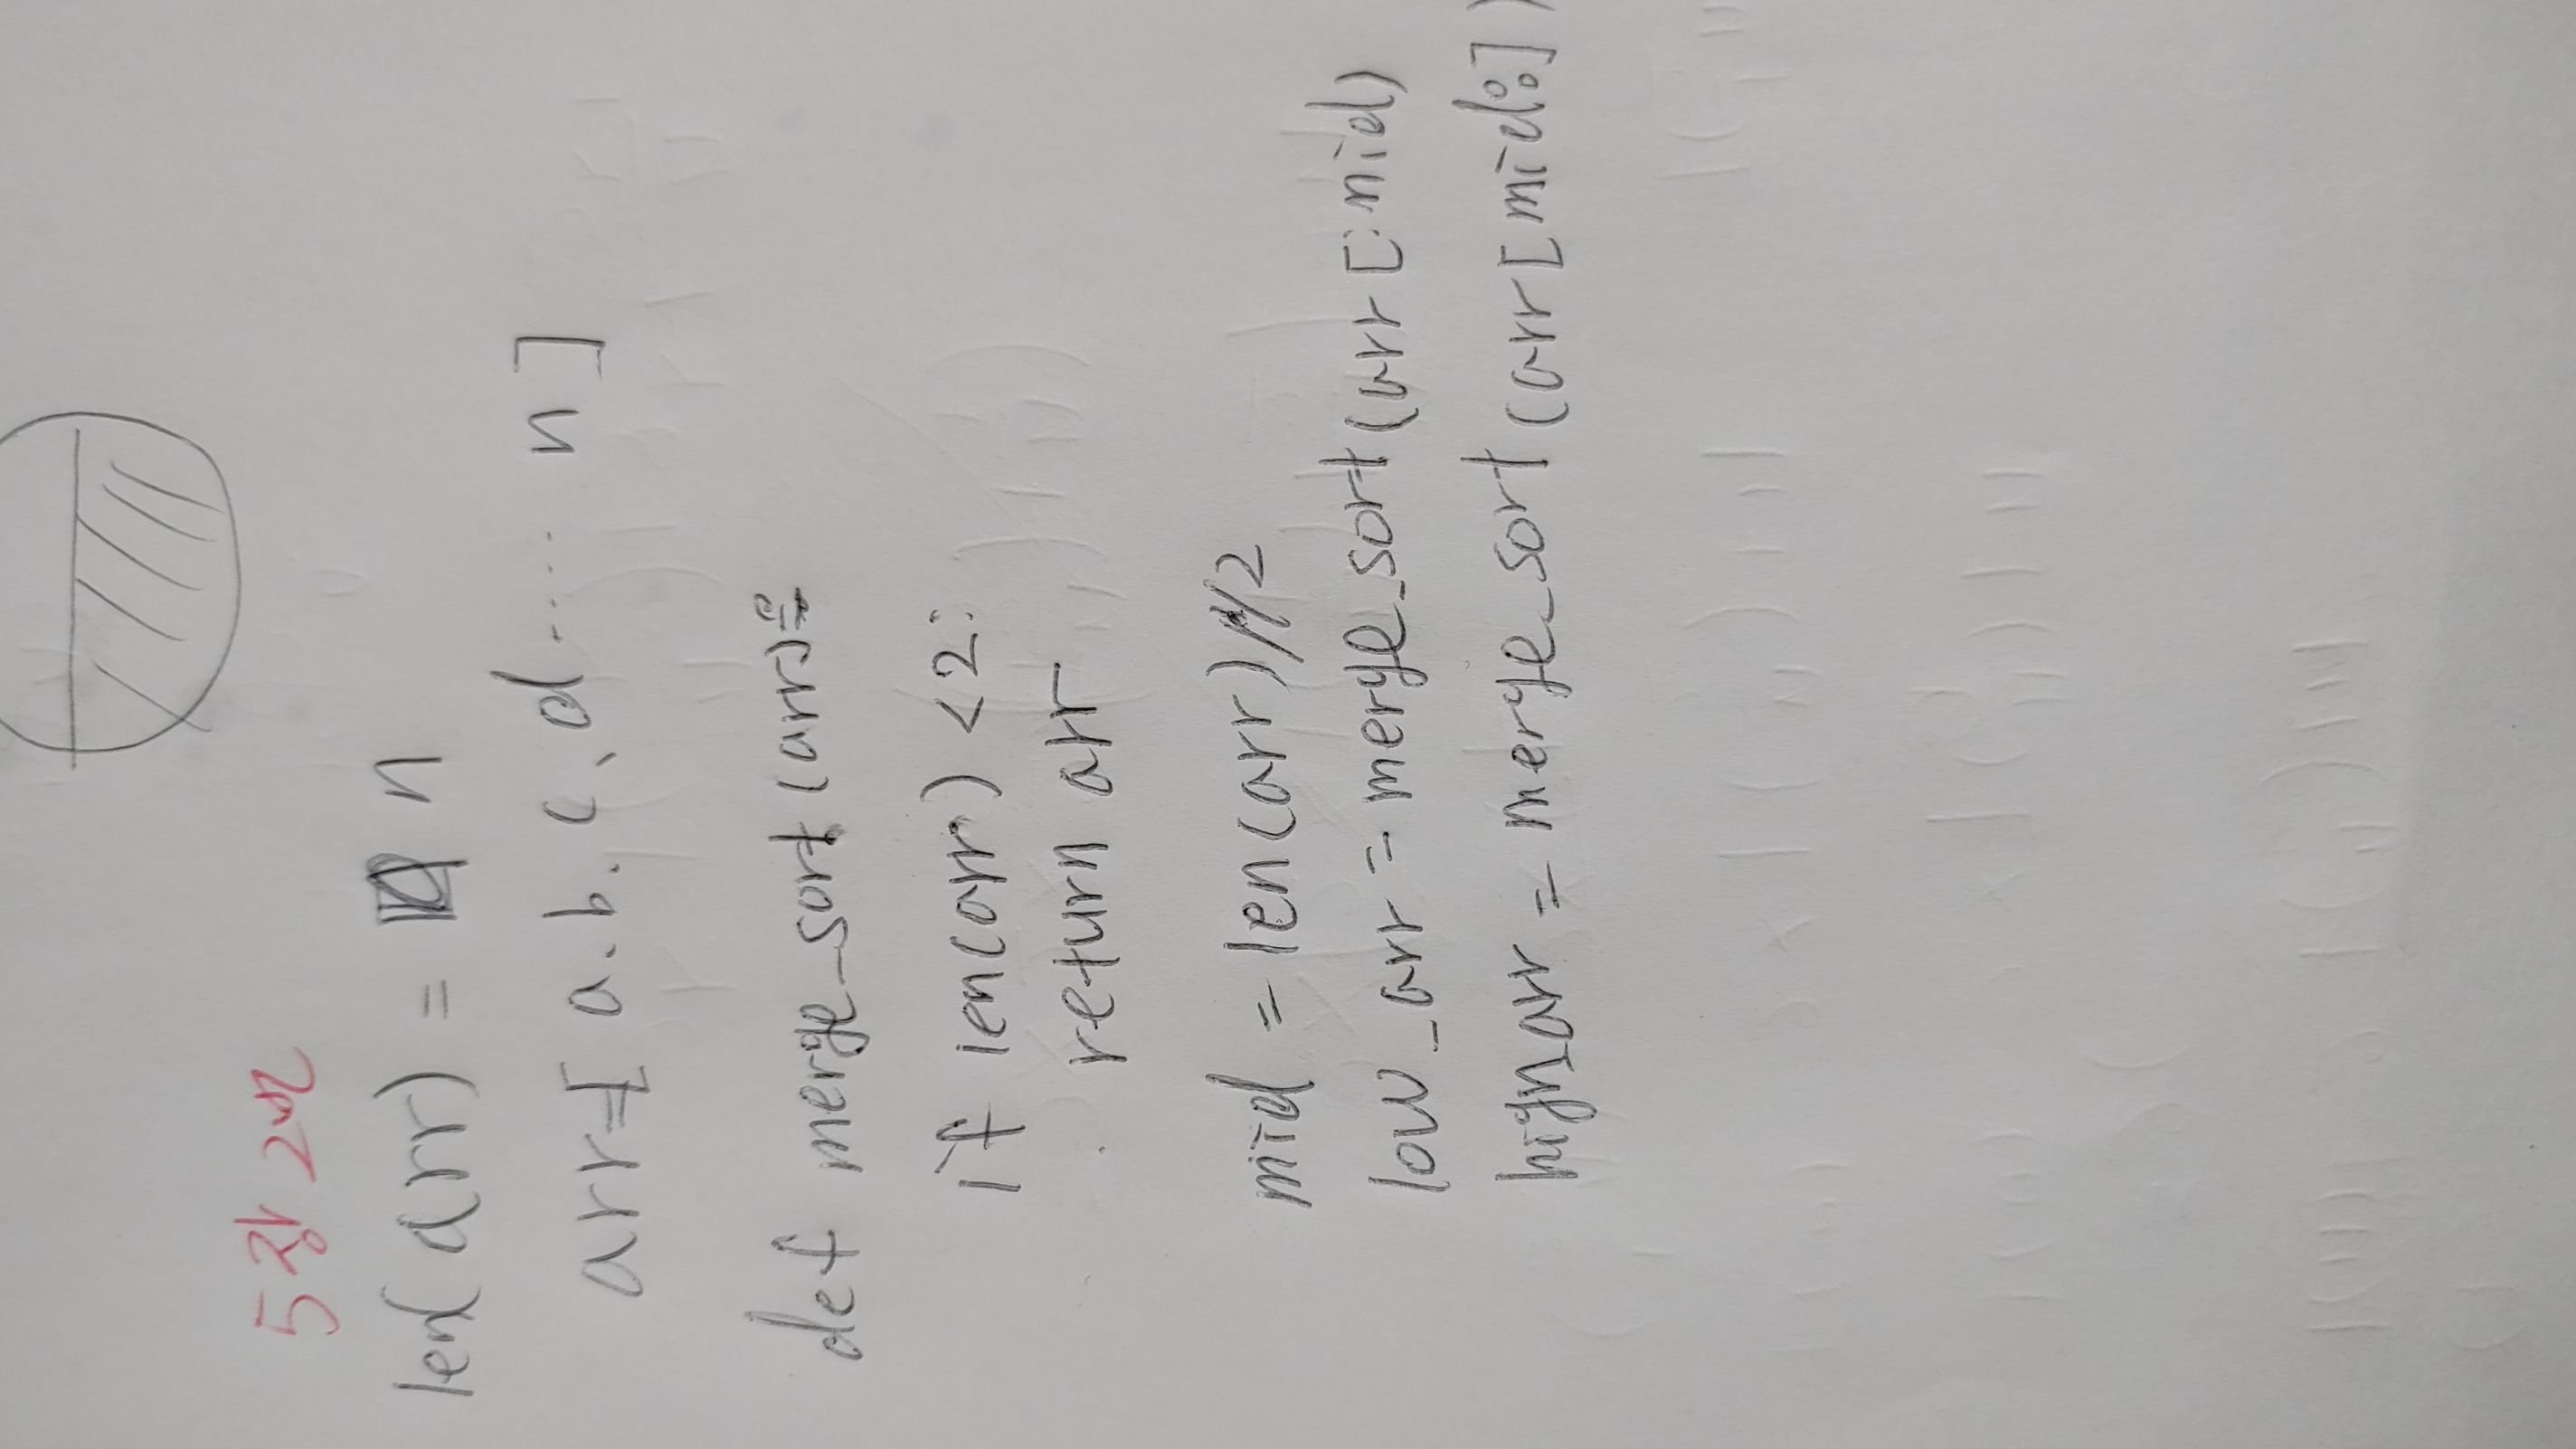 5장 2번
len(arr) = n
arr=[ a. b. c, d ..... n ]
def merge_sort (arr):
if len(arr) <2:
return arr
mid = len(arr)//2
low_arr = merge_sort (arr [:mid)
high_arr = merge_sort (arr [mid:])